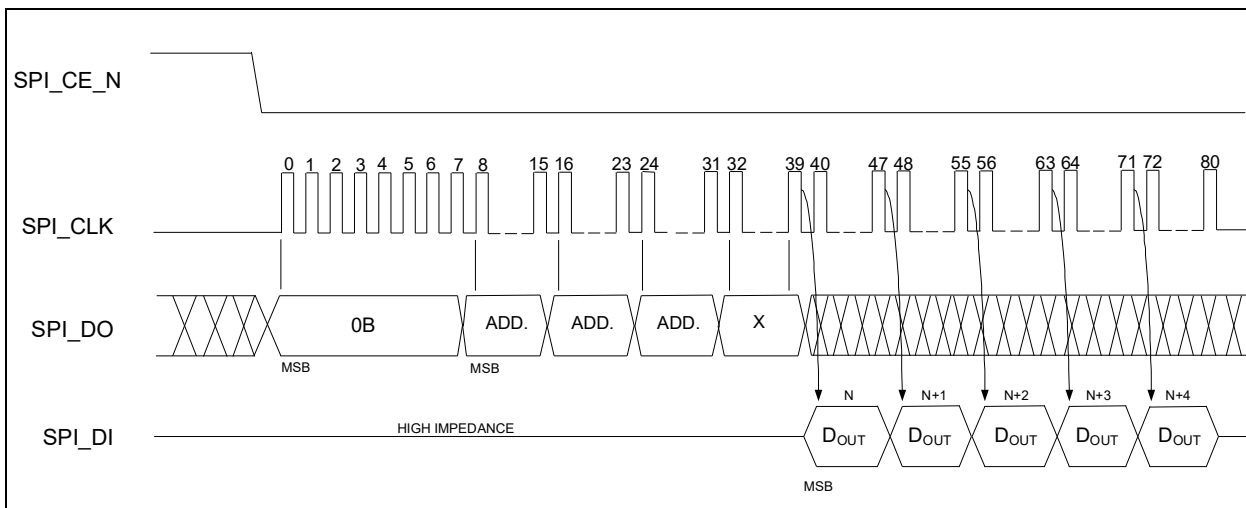 SPI_CE_N
0 1 2 3 4 5 6 7 8 15 16 23 24 31 32 39 40 47 48 55 56 63 64 71 72 80
SPI_CLK
SPI_DO
0B ADD. ADD. ADD. X
MSB MSB
N N+1 N+2 N+3 N+4
SPI_DI
HIGH IMPEDANCE
DOUT DOUT DOUT DOUT DOUT
MSB